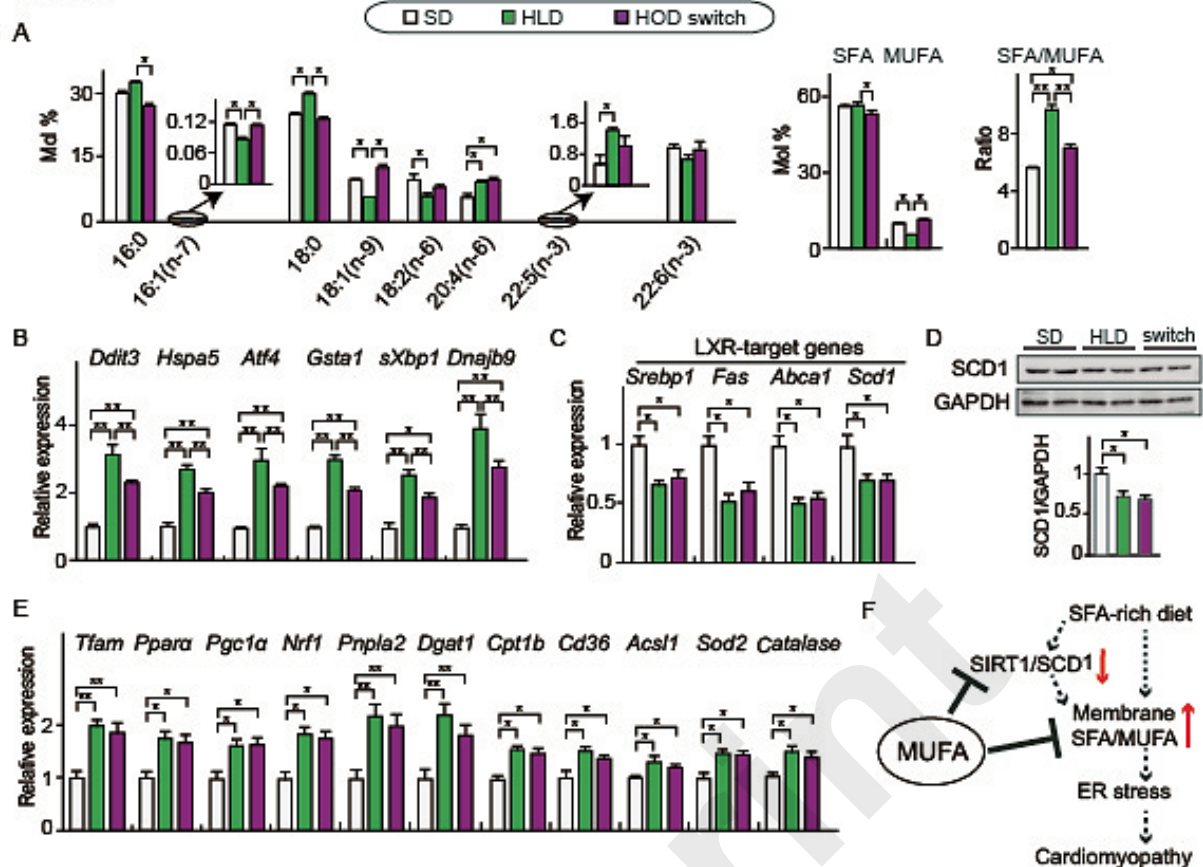 SD HLD HOD switch
A
SFA MUFA SFA/MUFA
Mol %
30
15
0
0.12
0.06
0
1.6
0.8
0
16:0
16:1(n-7)
18:0
18:1(n-9)
18:2(n-6)
20:4(n-6)
22:5(n-3)
22:6(n-3)
Mol %
60
30
0
Ratio
8
4
0
B
Ddit3 Hspa5 Atf4 Gsta1 sXbp1 Dnajb9
Relative expression
4
2
0
C
LXR-target genes
Srebp1 Fas Abca1 Scd1
Relative expression
1
0.5
0
D
SD HLD switch
SCD1
GAPDH
SCD1/GAPDH
1
0.5
0
E
Tfam Pparα Pgc1α Nrf1 Pnpla2 Dgat1 Cpt1b Cd36 Acsl1 Sod2 Catalase
Relative expression
2
1
0
F
SFA-rich diet
SIRT1/SCD1
Membrane
SFA/MUFA
MUFA
ER stress
Cardiomyopathy